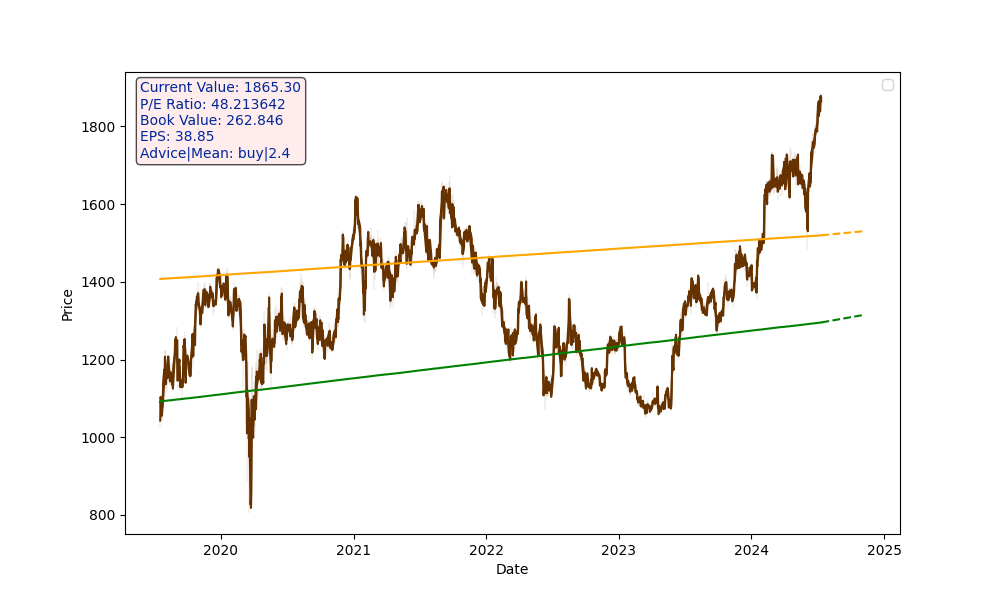 Current Value: 1865.30
P/E Ratio: 48.213642
Book Value: 262.846
EPS: 38.85
Advice|Mean: buy|2.4
1800
1600
1400
1200
1000
800
Price
2020 2021 2022 2023 2024 2025
Date